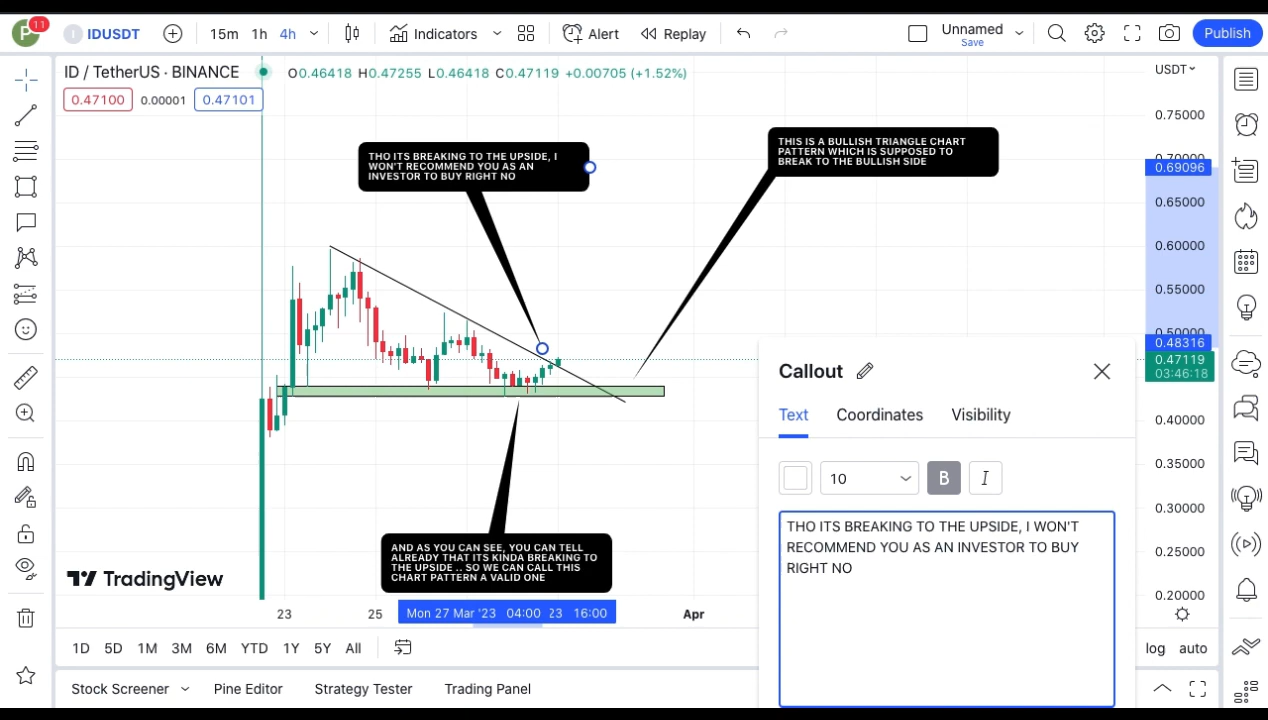 P
11
I
IDUSDT
15m
1h
4h
Indicators
Alert
Replay
Unnamed
Save
Publish
ID / TetherUS · BINANCE
O0.46418 H0.47255 L0.46418 C0.47119 +0.00705 (+1.52%)
USDT
0.47100
0.00001
0.47101
THO ITS BREAKING TO THE UPSIDE, I
WON'T RECOMMEND YOU AS AN
INVESTOR TO BUY RIGHT NO
THIS IS A BULLISH TRIANGLE CHART
PATTERN WHICH IS SUPPOSED TO
BREAK TO THE BULLISH SIDE
AND AS YOU CAN SEE, YOU CAN TELL
ALREADY THAT ITS KINDA BREAKING TO
THE UPSIDE .. SO WE CAN CALL THIS
CHART PATTERN A VALID ONE
0.75000
0.70000
0.69096
0.65000
0.60000
0.55000
0.50000
0.48316
0.47119
03:46:18
0.40000
0.35000
0.30000
0.25000
0.20000
Callout
Text
Coordinates
Visibility
10
B
I
THO ITS BREAKING TO THE UPSIDE, I WON'T
RECOMMEND YOU AS AN INVESTOR TO BUY
RIGHT NO
TradingView
23
25
Mon 27 Mar '23 04:00
23 16:00
Apr
1D
5D
1M
3M
6M
YTD
1Y
5Y
All
log
auto
Stock Screener
Pine Editor
Strategy Tester
Trading Panel